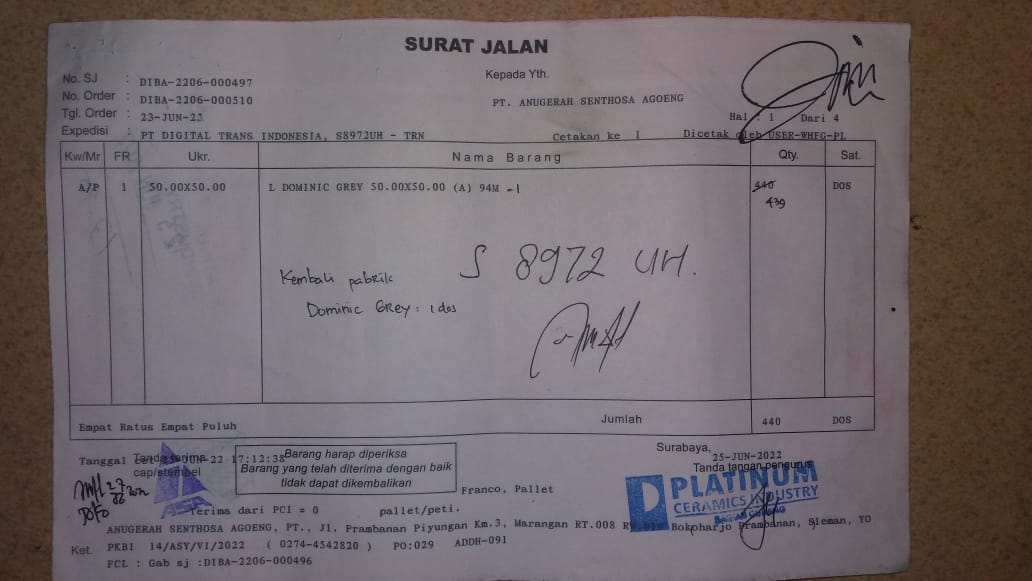 SURAT JALAN
No. SJ : DIBA-2206-000497
Kepada Yth.
No. Order : DIBA-2206-000510
PT. ANUGERAH SENTHOSA AGOENG
Tgl. Order : 23-JUN-22
Hal : 1 Dari 4
Expedisi : PT DIGITAL TRANS INDONESIA, S8972UH - TRN
Cetakan ke 1 Dicetak oleh USER-WHFG-PL
Kw/Mr FR Ukr. Nama Barang Qty. Sat.
A/P 1 50.00X50.00 L DOMINIC GREY 50.00X50.00 (A) 94M -1 440 DOS
439
S 8972 UH.
Kembali pabrik
Dominic GREY : 1 dos
Empat Ratus Empat Puluh Jumlah 440 DOS
Tanda terima
cap/stempel
Tanggal 22 17:12:38
Barang harap diperiksa
Barang yang telah diterima dengan baik
tidak dapat dikembalikan
Surabaya,
25-JUN-2022
Tanda tangan pengurus
PLATINUM
CERAMICS INDUSTRY
Franco, Pallet
ASA
Terima dari PCI = 0 pallet/peti.
ANUGERAH SENTHOSA AGOENG, PT., Jl. Prambanan Piyungan Km.3, Marangan RT.008 Bokoharjo Prambanan, Sleman, YO
Ket. PKBI 14/ASY/VI/2022 ( 0274-4542820 ) PO:029 ADDH-091
FCL : Gab sj :DIBA-2206-000496